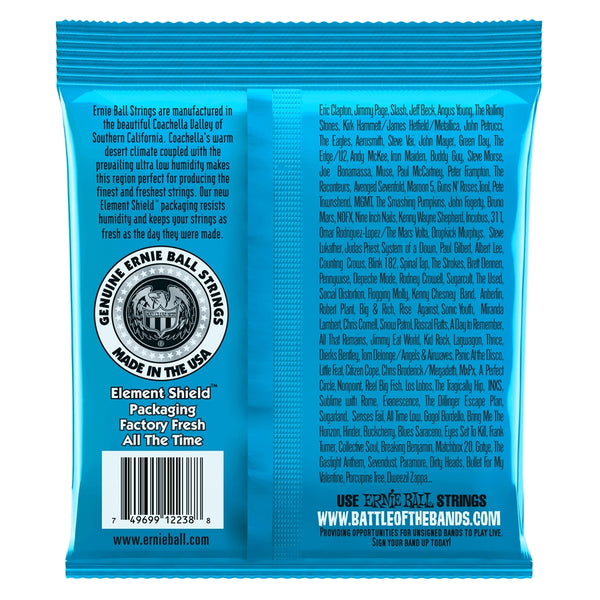 Ernie Ball Strings are manufactured in
the beautiful Coachella Valley of
Southern California. Coachella's warm
desert climate coupled with the
prevailing ultra low humidity makes
this region perfect for producing the
finest and freshest strings. Our new
Element Shield™ packaging resists
humidity and keeps your strings as
fresh as the day they were made.
GENUINE ERNIE BALL STRINGS
MADE IN THE USA
Element Shield™
Packaging
Factory Fresh
All The Time
7 49699 12238 8
www.ernieball.com
Eric Clapton, Jimmy Page, Slash, Jeff Beck, Angus Young, The Rolling
Stones, Kirk Hammett/James Hetfield/Metallica, John Petrucci,
The Eagles, Aerosmith, Steve Vai, John Mayer, Green Day, The
Edge/U2, Andy McKee, Iron Maiden, Buddy Guy, Steve Morse,
Joe Bonamassa, Muse, Paul McCartney, Peter Frampton, The
Raconteurs, Avenged Sevenfold, Maroon 5, Guns N' Roses, Tool, Pete
Townshend, MGMT, The Smashing Pumpkins, John Fogerty, Bruno
Mars, NOFX, Nine Inch Nails, Kenny Wayne Shepherd, Incubus, 311,
Omar Rodriguez-Lopez/The Mars Volta, Dropkick Murphys, Steve
Lukather, Judas Priest, System of a Down, Paul Gilbert, Albert Lee,
Counting Crows, Blink 182, Spinal Tap, The Strokes, Brett Dennen,
Pennywise, Depeche Mode, Rodney Crowell, Sugarcult, The Used,
Social Distortion, Flogging Molly, Kenny Chesney Band, Anberlin,
Robert Plant, Big & Rich, Rise Against, Sonic Youth, Miranda
Lambert, Chris Cornell, Snow Patrol, Rascal Flatts, A Day to Remember,
All That Remains, Jimmy Eat World, Kid Rock, Lagwagon, Thrice,
Dierks Bentley, Tom Delonge/Angels & Airwaves, Panic At the Disco,
Little Feat, Citizen Cope, Chris Broderick/Megadeth, MxPx, A Perfect
Circle, Nonpoint, Reel Big Fish, Los Lobos, The Tragically Hip, INXS,
Sublime with Rome, Evanescence, The Dillinger Escape Plan,
Sugarland, Senses Fail, All Time Low, Gogol Bordello, Bring Me The
Horizon, Hinder, Buckcherry, Blues Saraceno, Eyes Set To Kill, Frank
Turner, Collective Soul, Breaking Benjamin, Matchbox 20, Gotye, The
Gaslight Anthem, Sevendust, Paramore, Dirty Heads, Bullet For My
Valentine, Porcupine Tree, Dweezil Zappa...
USE ERNIE BALL STRINGS
WWW.BATTLEOFTHEBANDS.COM
PROVIDING OPPORTUNITIES FOR UNSIGNED BANDS TO PLAY LIVE.
SIGN YOUR BAND UP TODAY!